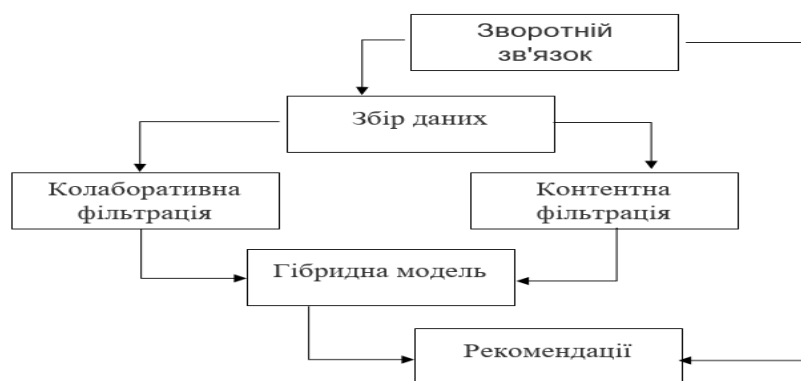 Зворотній
зв'язок
Збір даних
Колаборативна
фільтрація
Контентна
фільтрація
Гібридна модель
Рекомендації